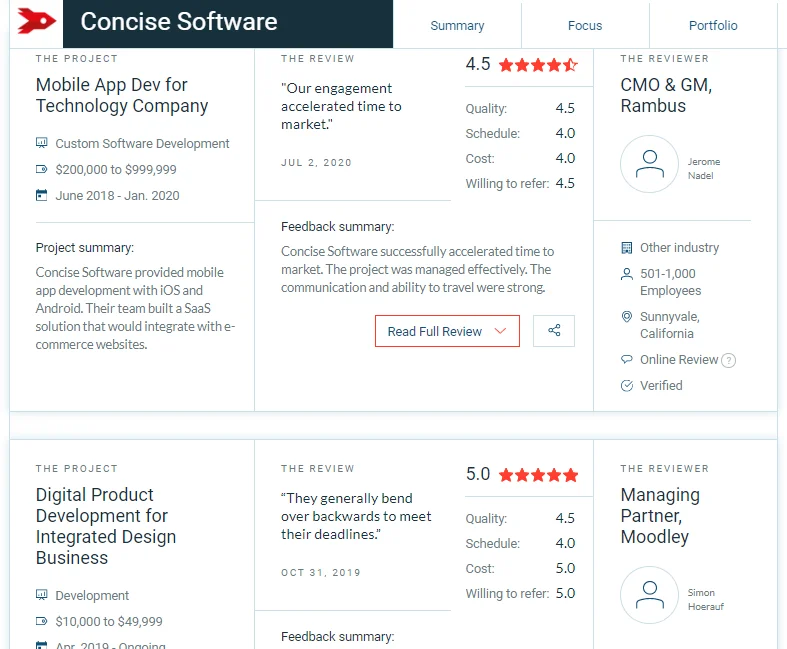 Concise Software
Summary
Focus
Portfolio
THE PROJECT
Mobile App Dev for
Technology Company
Custom Software Development
$200,000 to $999,999
June 2018 - Jan. 2020
Project summary:
Concise Software provided mobile
app development with iOS and
Android. Their team built a SaaS
solution that would integrate with e-
commerce websites.
THE REVIEW
"Our engagement
accelerated time to
market."
JUL 2, 2020
4.5
Quality: 4.5
Schedule: 4.0
Cost: 4.0
Willing to refer: 4.5
Feedback summary:
Concise Software successfully accelerated time to
market. The project was managed effectively. The
communication and ability to travel were strong.
Read Full Review
THE REVIEWER
CMO & GM,
Rambus
Jerome
Nadel
Other industry
501-1,000
Employees
Sunnyvale,
California
Online Review ?
Verified
THE PROJECT
Digital Product
Development for
Integrated Design
Business
Development
$10,000 to $49,999
Apr. 2019 - Ongoing
THE REVIEW
“They generally bend
over backwards to meet
their deadlines.”
OCT 31, 2019
5.0
Quality: 4.5
Schedule: 4.0
Cost: 5.0
Willing to refer: 5.0
Feedback summary:
THE REVIEWER
Managing
Partner,
Moodley
Simon
Hoerauf